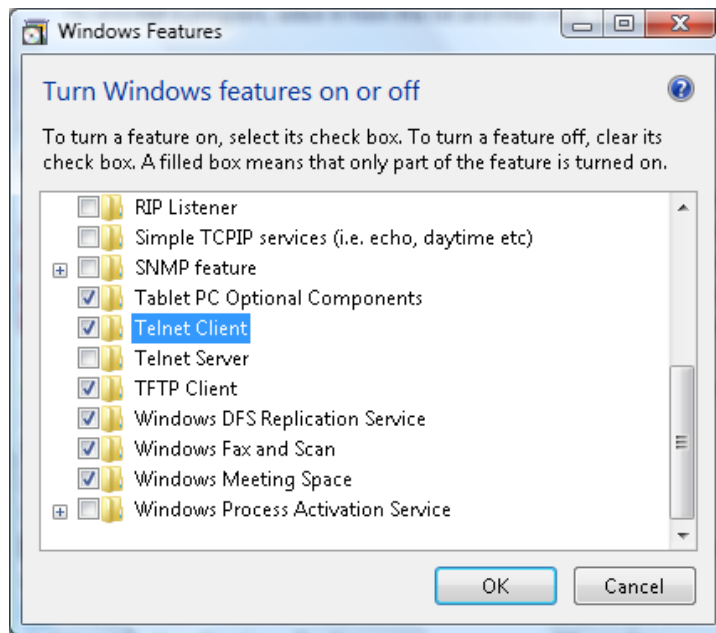 Windows Features
Turn Windows features on or off
To turn a feature on, select its check box. To turn a feature off, clear its
check box. A filled box means that only part of the feature is turned on.
RIP Listener
Simple TCPIP services (i.e. echo, daytime etc)
SNMP feature
Tablet PC Optional Components
Telnet Client
Telnet Server
TFTP Client
Windows DFS Replication Service
Windows Fax and Scan
Windows Meeting Space
Windows Process Activation Service
OK Cancel